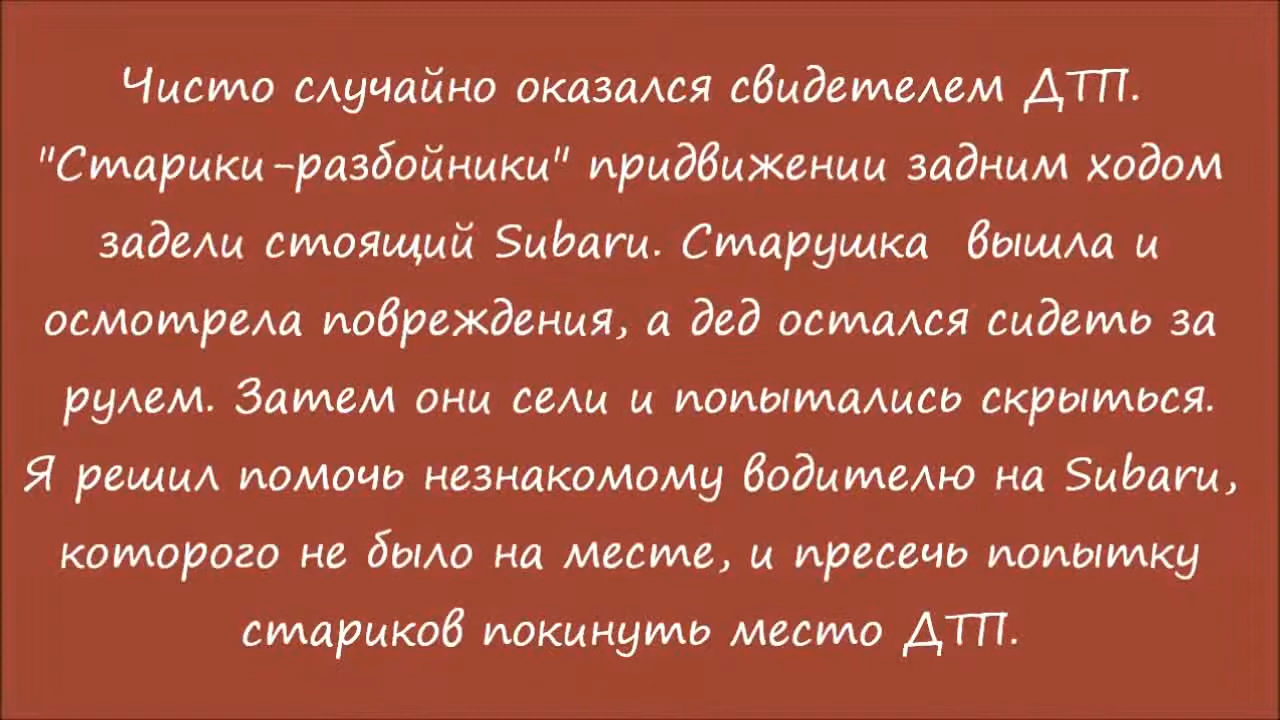 Чисто случайно оказался свидетелем ДТП.
"Старики-разбойники" придвижении задним ходом
задели стоящий Subaru. Старушка  вышла и
осмотрела повреждения, а дед остался сидеть за
рулем. Затем они сели и попытались скрыться.
Я решил помочь незнакомому водителю на Subaru,
которого не было на месте, и пресечь попытку
стариков покинуть место ДТП.